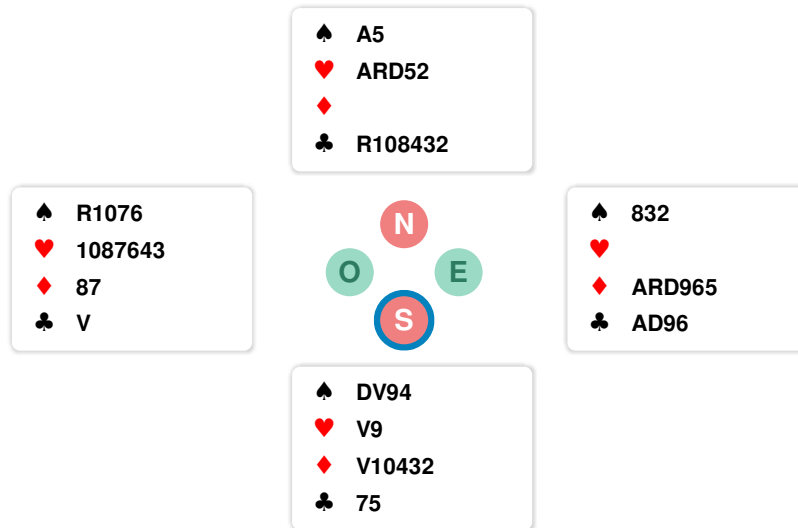 ♠ A5
♥ ARD52
♦
♣ R108432
♠ R1076
♥ 1087643
♦ 87
♣ V
N
O E
S
♠ 832
♥
♦ ARD965
♣ AD96
♠ DV94
♥ V9
♦ V10432
♣ 75